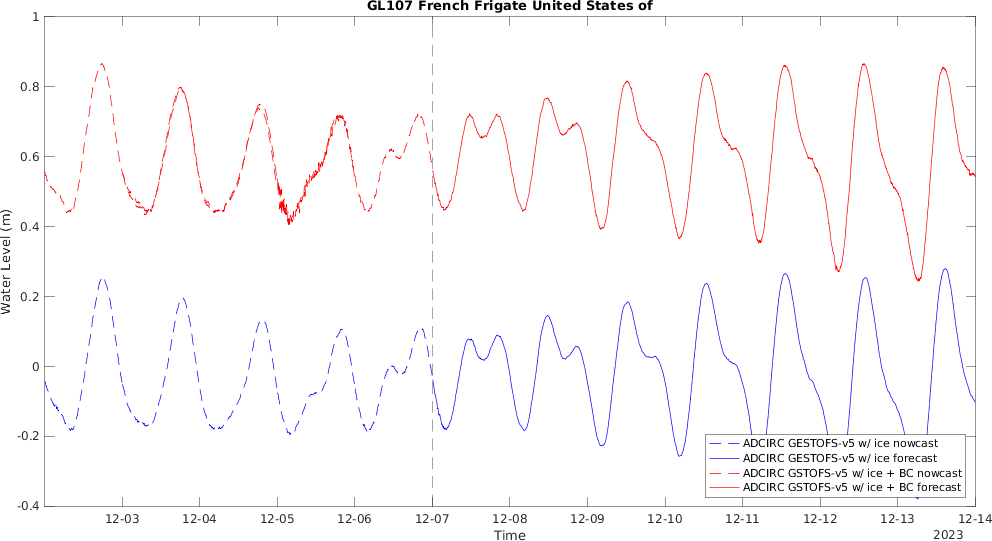 GL107 French Frigate United States of
1
0.8
0.6
0.4
0.2
0
-0.2
-0.4
Water Level (m)
ADCIRC GESTOFS-v5 w/ ice nowcast
ADCIRC GESTOFS-v5 w/ ice forecast
ADCIRC GSTOFS-v5 w/ ice + BC nowcast
ADCIRC GSTOFS-v5 w/ ice + BC forecast
12-03 12-04 12-05 12-06 12-07 12-08 12-09 12-10 12-11 12-12 12-13 12-14
Time
2023